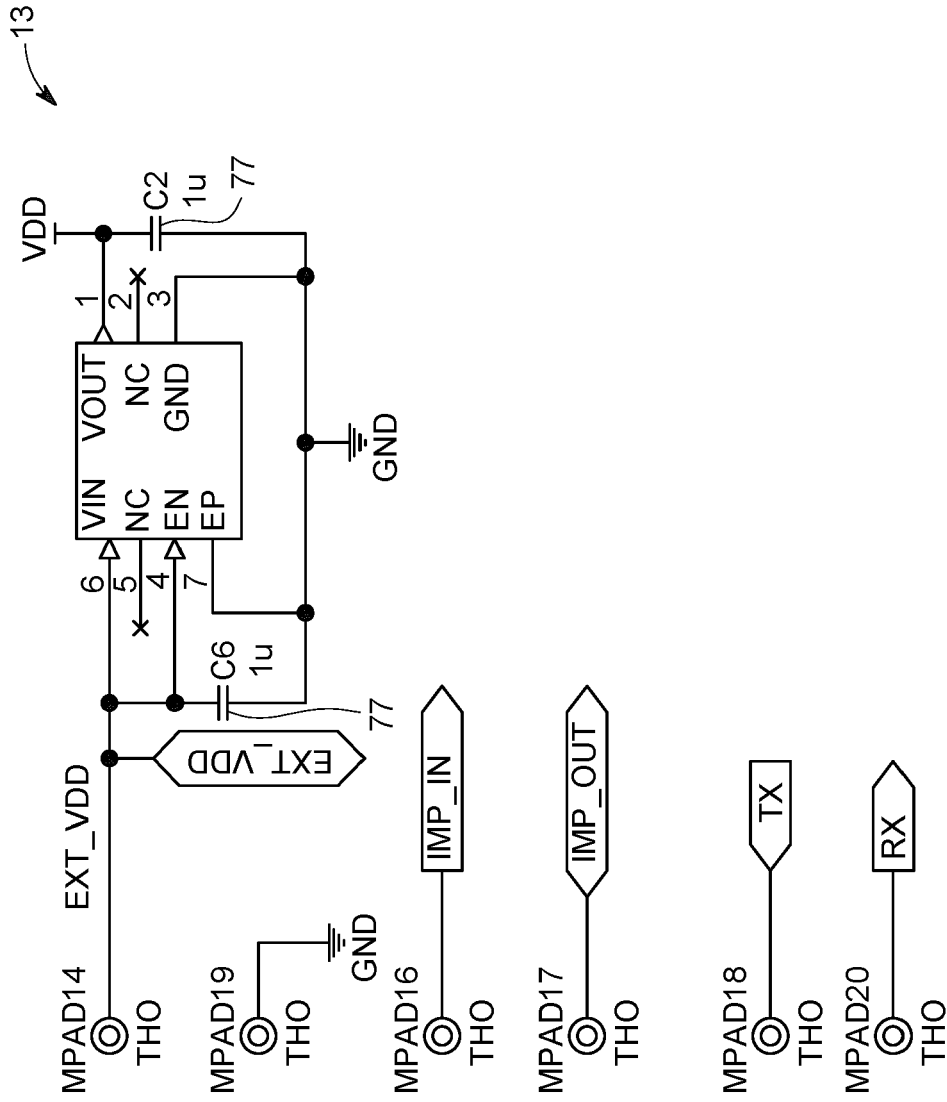 13
VDD
C2
1u
77
1
2
3
VIN
VOUT
NC
NC
EN
GND
EP
6
5
4
7
C6
1u
77
GND
EXT_VDD
EXT_VDD
MPAD14
THO
MPAD19
THO
GND
MPAD16
THO
IMP_IN
MPAD17
THO
IMP_OUT
MPAD18
THO
TX
MPAD20
THO
RX